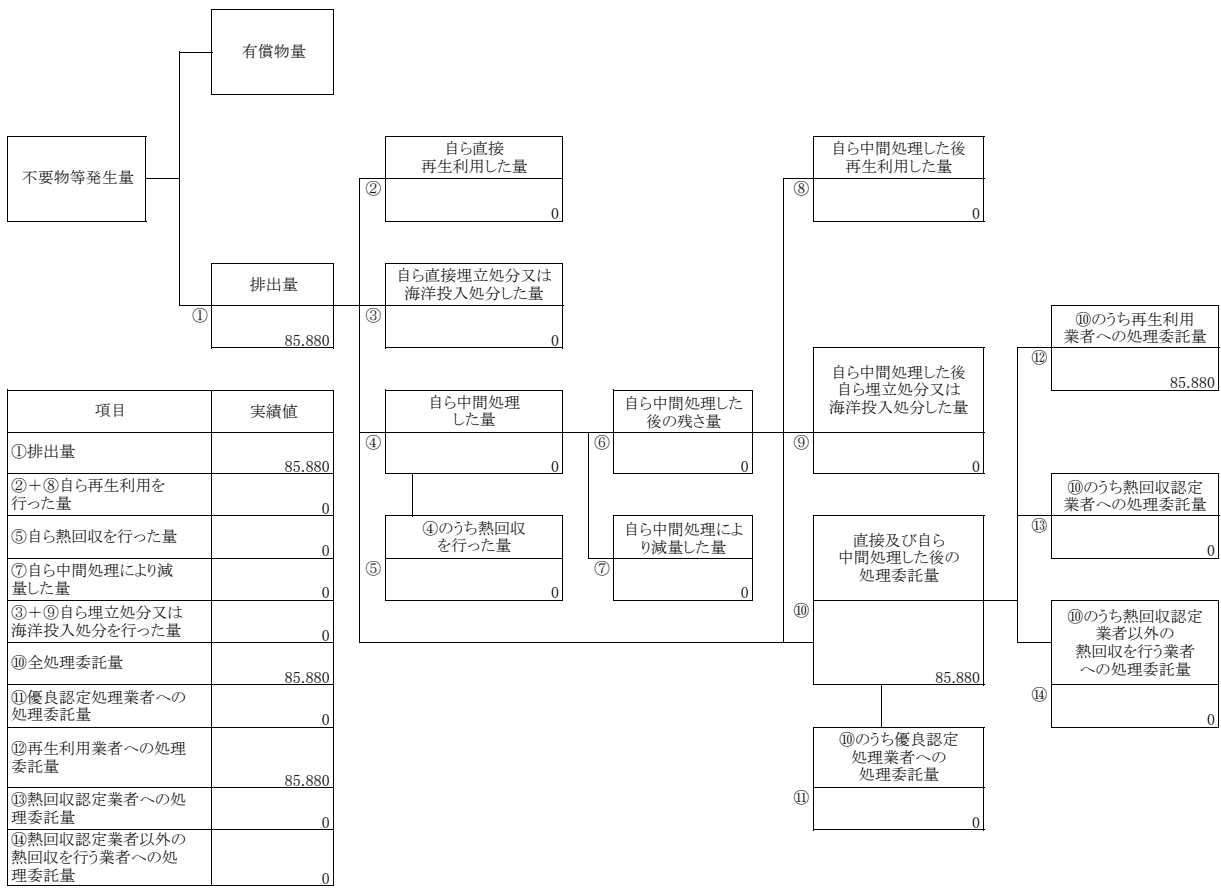 有償物量
不要物等発生量
自ら直接
再生利用した量
②
0
自ら中間処理した後
再生利用した量
⑧
0
排出量
①
85.880
自ら直接埋立処分又は
海洋投入処分した量
③
0
⑩のうち再生利用
業者への処理委託量
⑫
85.880
自ら中間処理した後
自ら埋立処分又は
海洋投入処分した量
⑨
0
自ら中間処理
した量
④
0
自ら中間処理した
後の残さ量
⑥
0
⑩のうち熱回収認定
業者への処理委託量
⑬
0
④のうち熱回収
を行った量
⑤
0
自ら中間処理によ
り減量した量
⑦
0
直接及び自ら
中間処理した後の
処理委託量
⑩
85.880
⑩のうち熱回収認定
業者以外の
熱回収を行う業者
への処理委託量
⑭
0
⑩のうち優良認定
処理業者への
処理委託量
⑪
0
項目 実績値
①排出量
85.880
②＋⑧自ら再生利用を
行った量
0
⑤自ら熱回収を行った量
0
⑦自ら中間処理により減
量した量
0
③＋⑨自ら埋立処分又は
海洋投入処分を行った量
0
⑩全処理委託量
85.880
⑪優良認定処理業者への
処理委託量
0
⑫再生利用業者への処理
委託量
85.880
⑬熱回収認定業者への処
理委託量
0
⑭熱回収認定業者以外の
熱回収を行う業者への処
理委託量
0